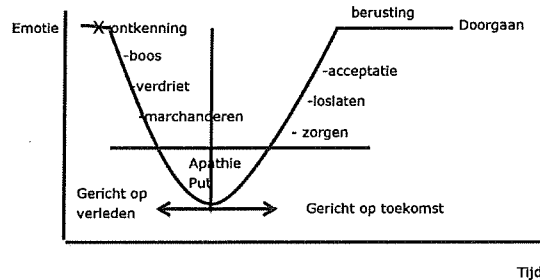 berusting
Emotie
ontkenning
Doorgaan
-boos
-acceptatie
-verdriet
-loslaten
-marchanderen
- zorgen
Apathie
Put
Gericht op
verleden
Gericht op toekomst
Tijd